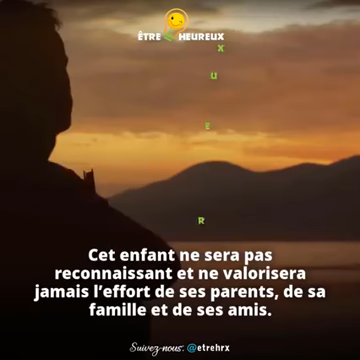 ÊTRE HEUREUX
X
U
E
R
Cet enfant ne sera pas
reconnaissant et ne valorisera
jamais l'effort de ses parents, de sa
famille et de ses amis.
Suivez-nous: @etrehrx